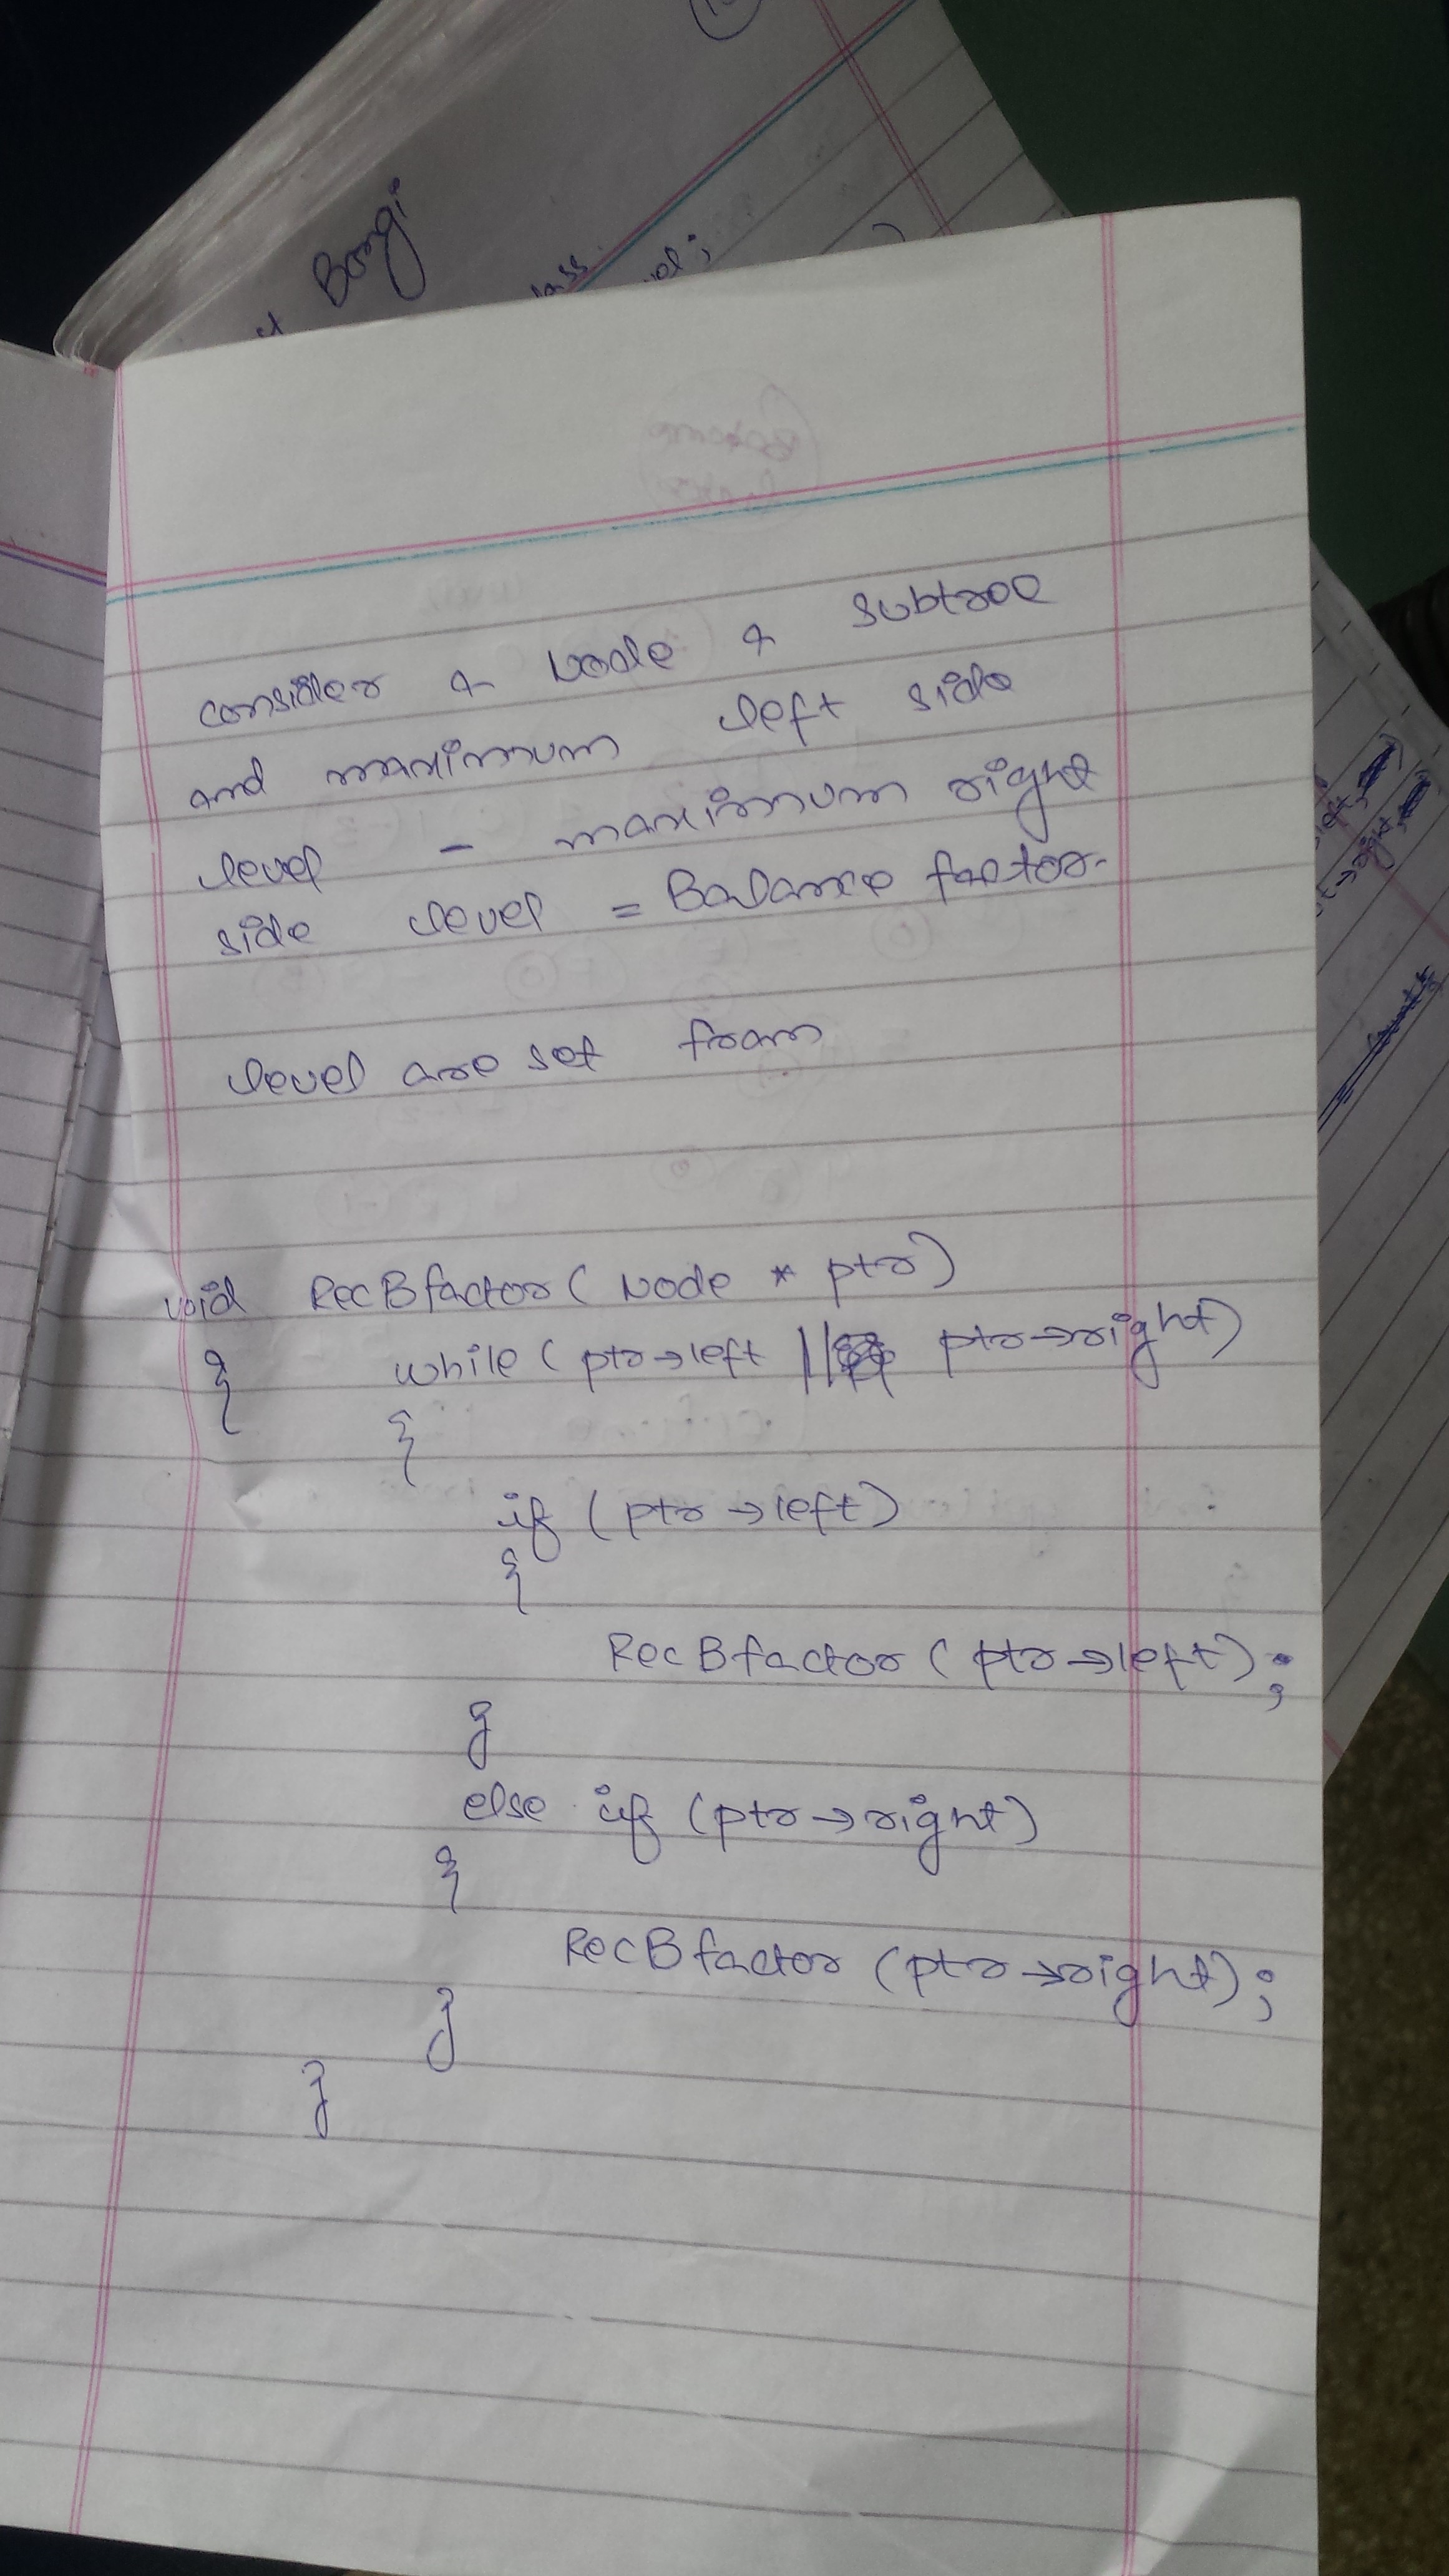 Borgi
consider a Node a subtree
and maximum left side
level - maximum right
side level = Balance factor.
level are set from
void RecBfactor( Node * ptr)
{ while( ptr→left || ptr→right)
{
if (ptr→left)
{
RecBfactor (ptr→left);
}
else if (ptr→right)
{
RecBfactor (ptr→right);
}
}